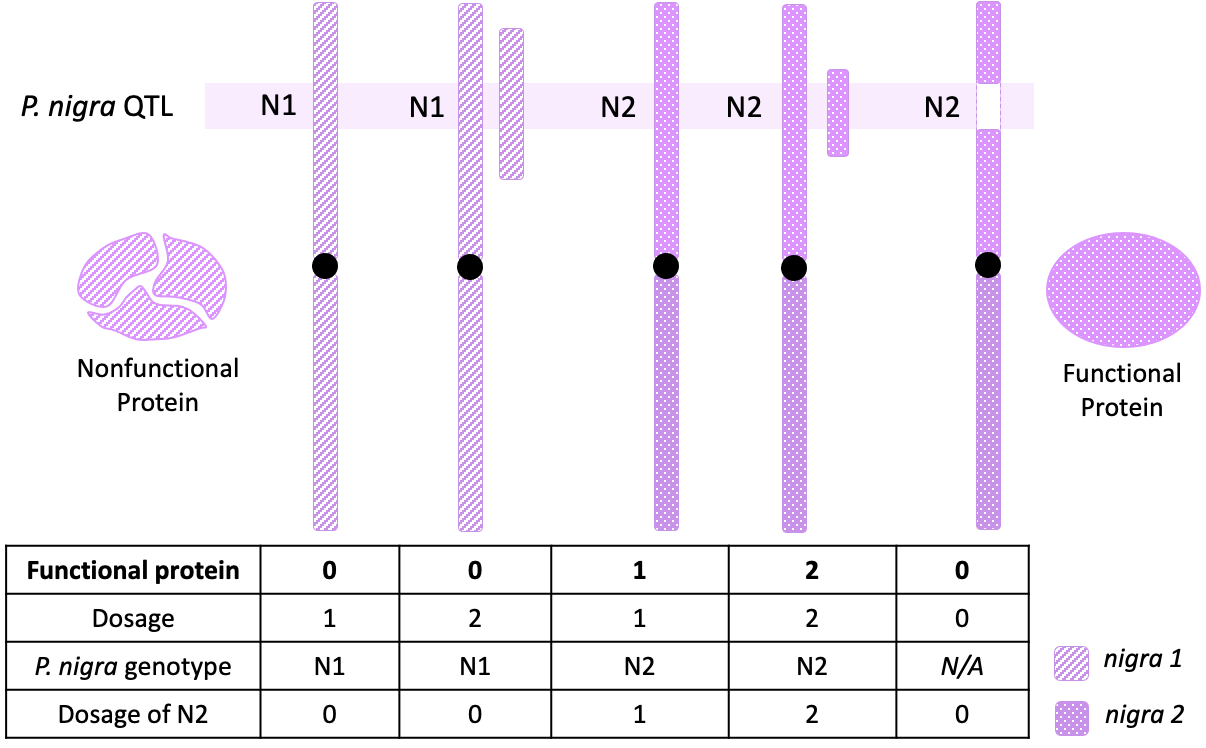 P. nigra QTL
N1
N1
N2
N2
N2
Nonfunctional
Protein
Functional
Protein
Functional protein 0 0 1 2 0
Dosage 1 2 1 2 0
P. nigra genotype N1 N1 N2 N2 N/A
Dosage of N2 0 0 1 2 0
nigra 1
nigra 2